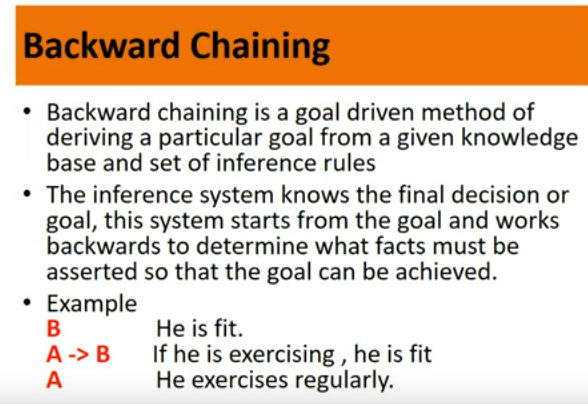 Backward Chaining
• Backward chaining is a goal driven method of
deriving a particular goal from a given knowledge
base and set of inference rules
• The inference system knows the final decision or
goal, this system starts from the goal and works
backwards to determine what facts must be
asserted so that the goal can be achieved.
• Example
B He is fit.
A -> B If he is exercising , he is fit
A He exercises regularly.